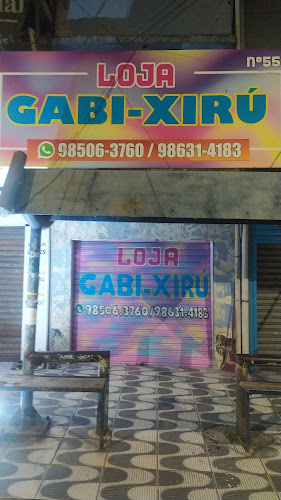 LOJA
Nº55
GABI-XIRÚ
98506-3760 / 98631-4183
LOJA
GABI-XIRÚ
98506-3760/98631-4183